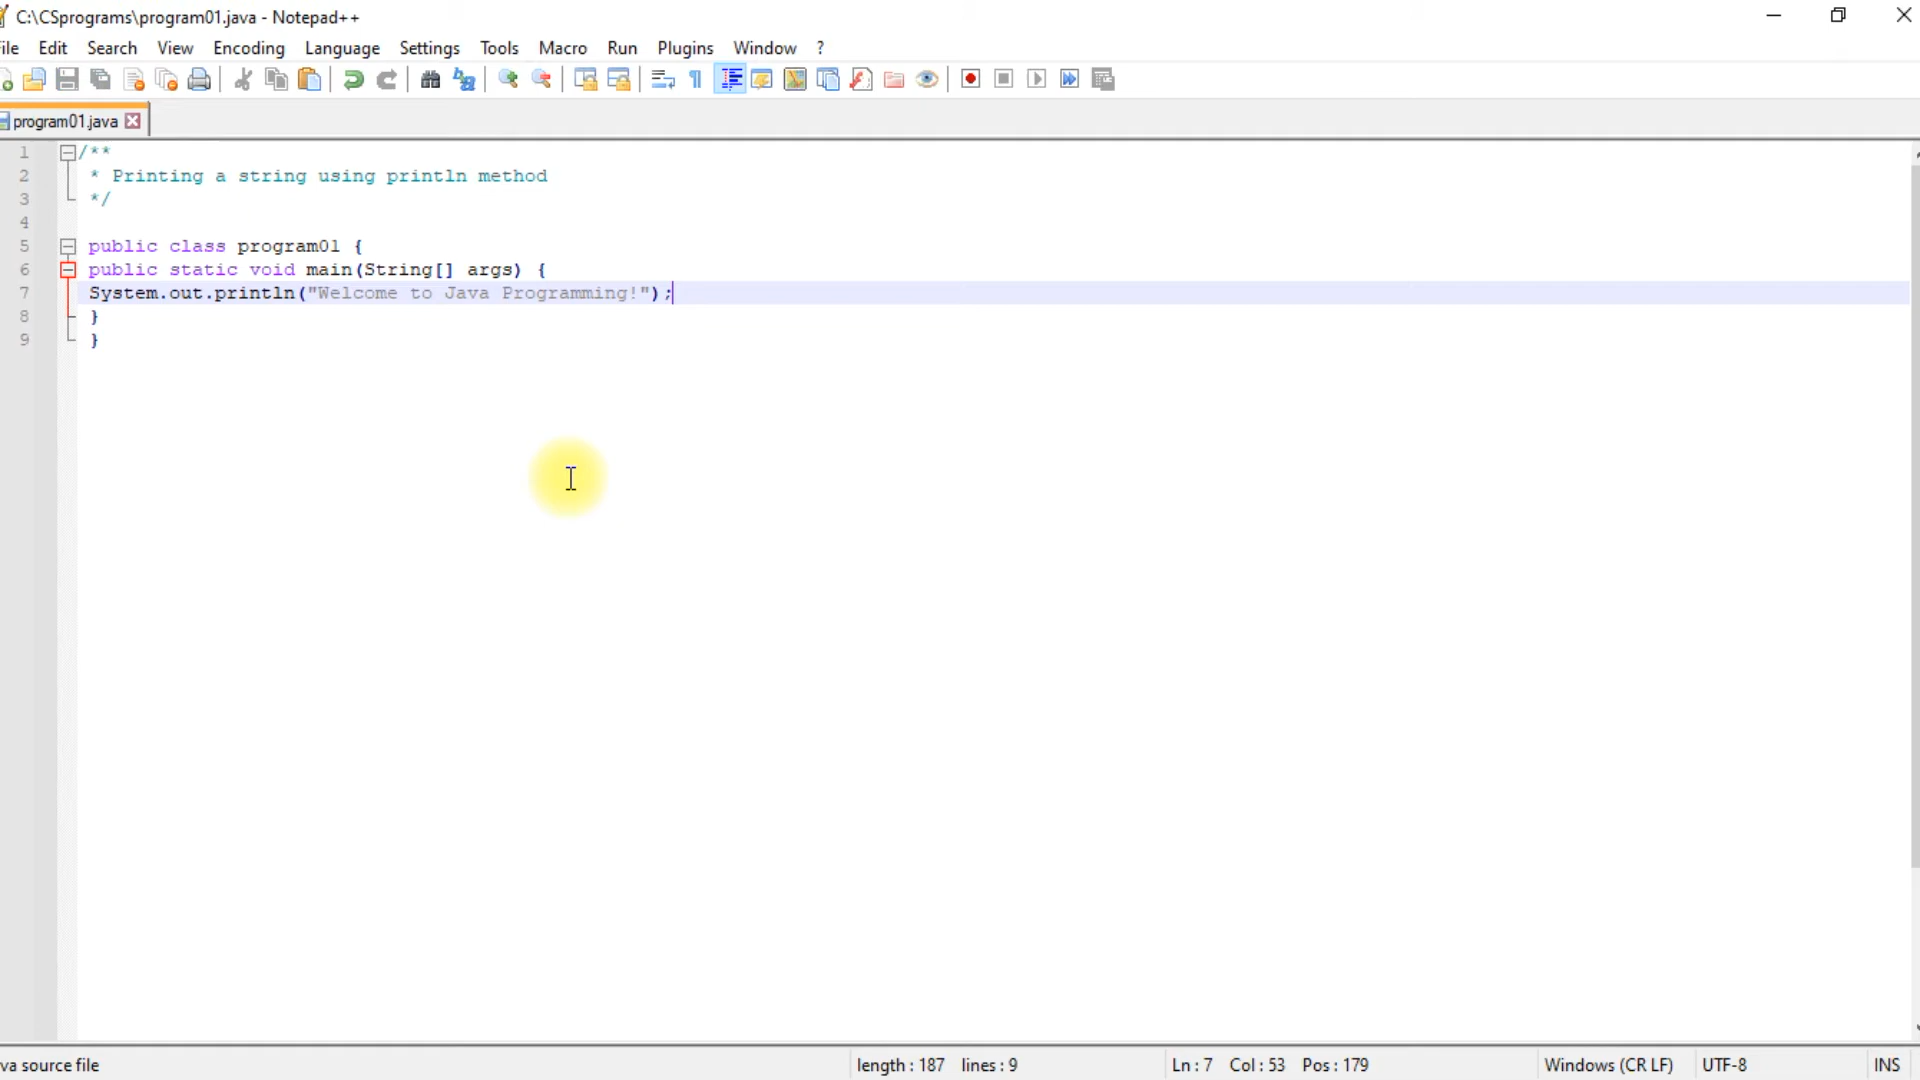 C:\CSprograms\program01.java - Notepad++
ile Edit Search View Encoding Language Settings Tools Macro Run Plugins Window ?
program01.java
1 /**
2 * Printing a string using println method
3 */
4
5 public class program01 {
6 public static void main(String[] args) {
7 System.out.println("Welcome to Java Programming!");
8 }
9 }
va source file length : 187 lines : 9 Ln : 7 Col : 53 Pos : 179 Windows (CR LF) UTF-8 INS